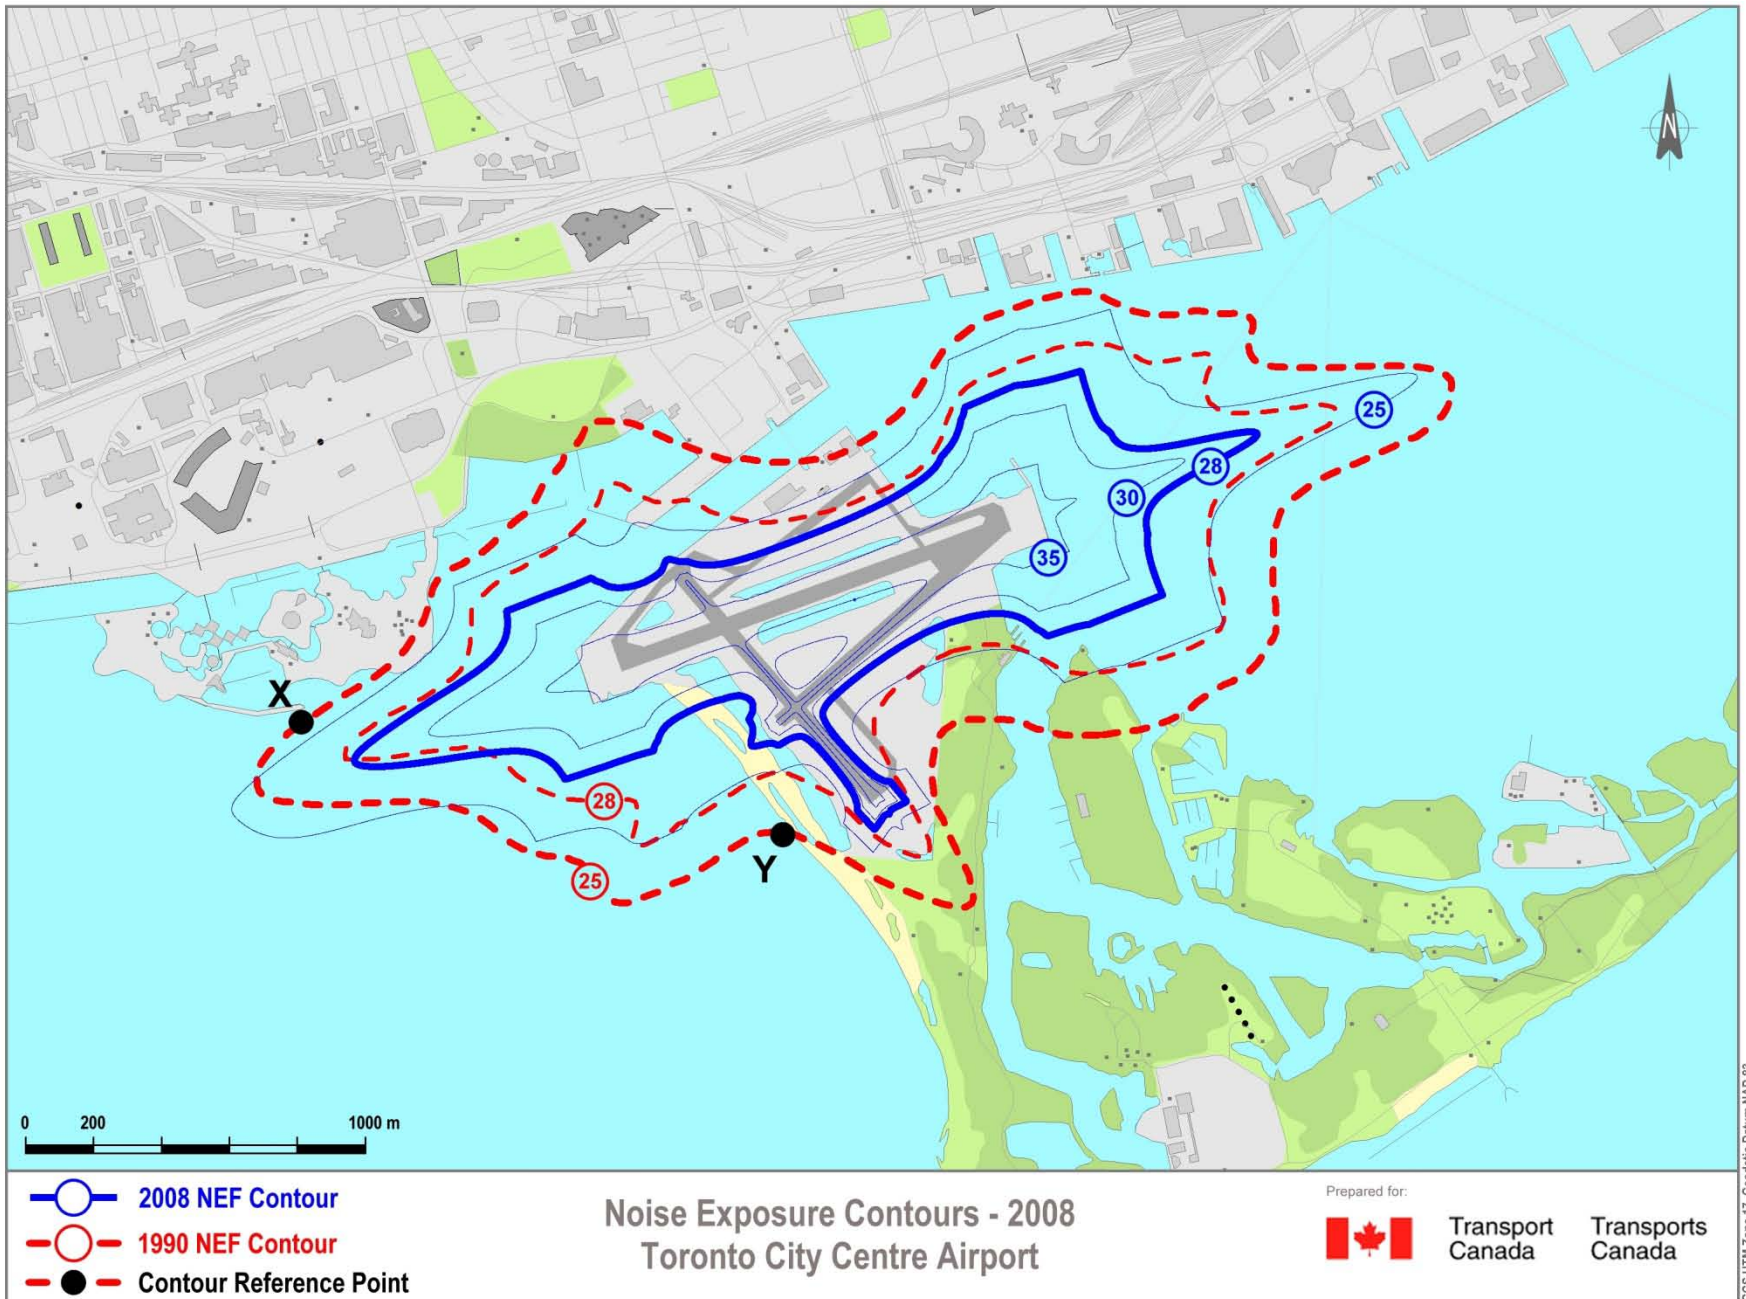 N
25
28
30
35
X
28
Y
25
0 200 1000 m
2008 NEF Contour
1990 NEF Contour
Contour Reference Point
Noise Exposure Contours - 2008
Toronto City Centre Airport
Prepared for:
Transport Transports
Canada Canada